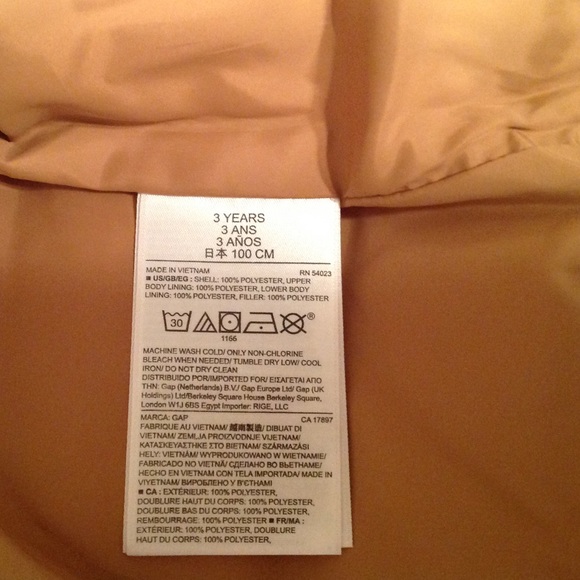 3 YEARS
3 ANS
3 AÑOS
日本 100 CM
MADE IN VIETNAM RN 54023
■ US/GB/EG : SHELL: 100% POLYESTER, UPPER
BODY LINING: 100% POLYESTER, LOWER BODY
LINING: 100% POLYESTER, FILLER: 100% POLYESTER
30 ®
1166
MACHINE WASH COLD/ ONLY NON-CHLORINE
BLEACH WHEN NEEDED/ TUMBLE DRY LOW/ COOL
IRON/ DO NOT DRY CLEAN
DISTRIBUIDO POR/IMPORTED FOR/ ΕΙΣΑΓΕΤΑΙ ΑΠΟ
ΤΗΝ: Gap (Netherlands) B.V./ Gap Europe Ltd/ Gap (UK
Holdings) Ltd/Berkeley Square House Berkeley Square,
London W1J 6BS Egypt Importer: RIGE, LLC
MARCA: GAP CA 17897
FABRIQUE AU VIETNAM/ 越南製造/ DIBUAT DI
VIETNAM/ ZEMLJA PROIZVODNJE VIJETNAM/
ΚΑΤΑΣΚΕΥΑΣΤΗΚΕ ΣΤΟ ΒΙΕΤΝΑΜ/ SZÁRMAZÁSI
HELY: VIETNÁM/ WYPRODUKOWANO W WIETNAMIE/
FABRICADO NO VIETNÃ/ СДЕЛАНО ВО ВЬЕТНАМЕ/
HECHO EN VIETNAM CON TELA IMPORTADA/ MADE IN
VIYETNAM/ ВИРОБЛЕНО У В'ЄТНАМІ
■ CA : EXTÉRIEUR: 100% POLYESTER,
DOUBLURE HAUT DU CORPS: 100% POLYESTER,
DOUBLURE BAS DU CORPS: 100% POLYESTER,
REMBOURRAGE: 100% POLYESTER ■ FR/MA :
EXTÉRIEUR: 100% POLYESTER, DOUBLURE
HAUT DU CORPS: 100% POLYESTER,